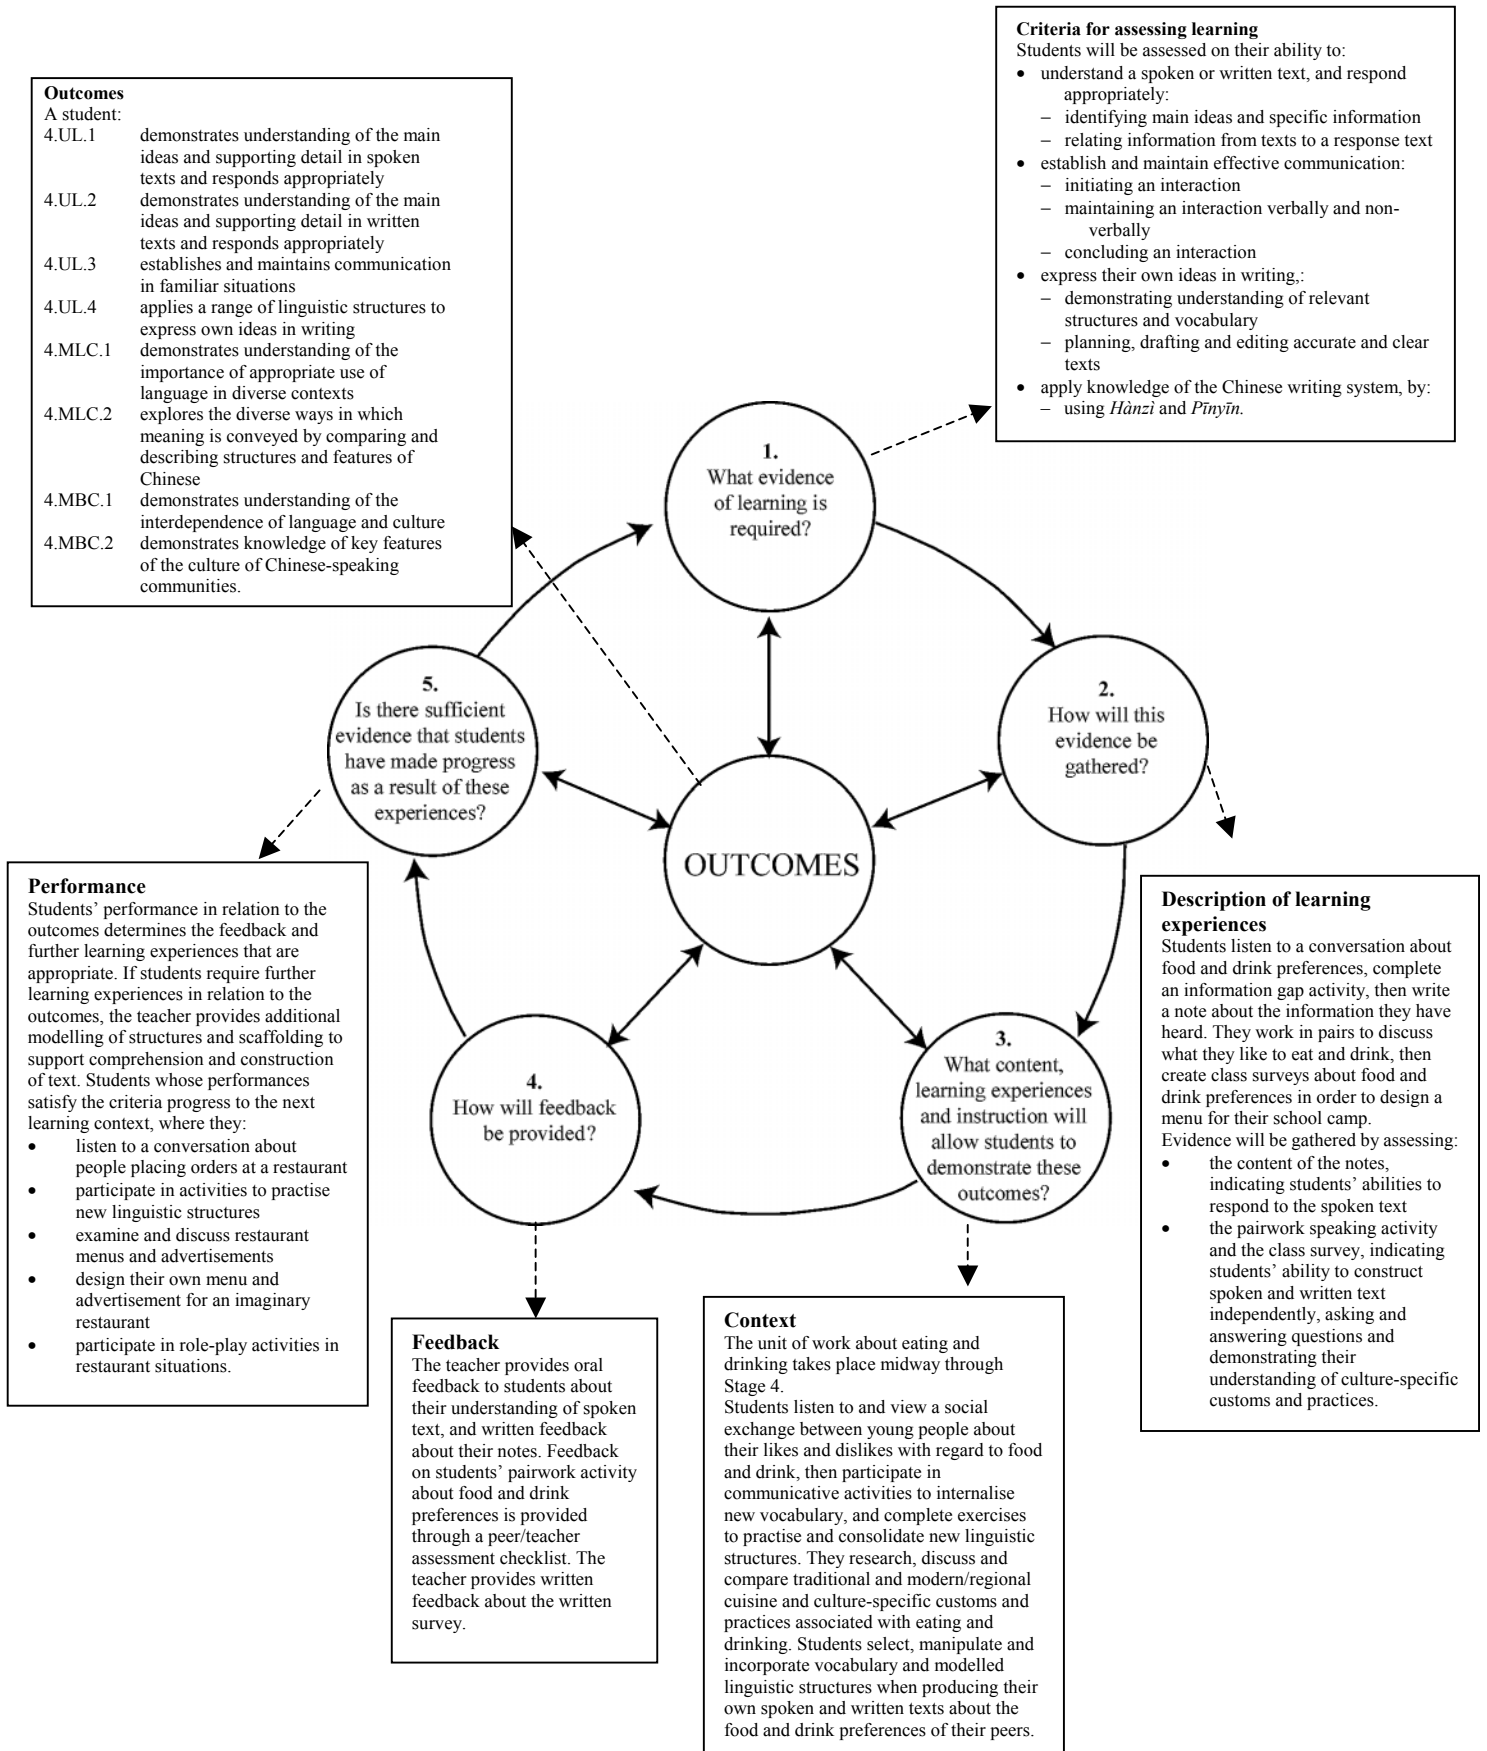 Criteria for assessing learning
Students will be assessed on their ability to:
• understand a spoken or written text, and respond
appropriately:
– identifying main ideas and specific information
– relating information from texts to a response text
• establish and maintain effective communication:
– initiating an interaction
– maintaining an interaction verbally and non-
verbally
– concluding an interaction
• express their own ideas in writing,:
– demonstrating understanding of relevant
structures and vocabulary
– planning, drafting and editing accurate and clear
texts
• apply knowledge of the Chinese writing system, by:
– using Hànzì and Pīnyīn.
Outcomes
A student:
4.UL.1 demonstrates understanding of the main
ideas and supporting detail in spoken
texts and responds appropriately
4.UL.2 demonstrates understanding of the main
ideas and supporting detail in written
texts and responds appropriately
4.UL.3 establishes and maintains communication
in familiar situations
4.UL.4 applies a range of linguistic structures to
express own ideas in writing
4.MLC.1 demonstrates understanding of the
importance of appropriate use of
language in diverse contexts
4.MLC.2 explores the diverse ways in which
meaning is conveyed by comparing and
describing structures and features of
Chinese
4.MBC.1 demonstrates understanding of the
interdependence of language and culture
4.MBC.2 demonstrates knowledge of key features
of the culture of Chinese-speaking
communities.
1.
What evidence
of learning is
required?
2.
How will this
evidence be
gathered?
5.
Is there sufficient
evidence that students
have made progress
as a result of these
experiences?
OUTCOMES
3.
What content,
learning experiences
and instruction will
allow students to
demonstrate these
outcomes?
4.
How will feedback
be provided?
Performance
Students’ performance in relation to the
outcomes determines the feedback and
further learning experiences that are
appropriate. If students require further
learning experiences in relation to the
outcomes, the teacher provides additional
modelling of structures and scaffolding to
support comprehension and construction
of text. Students whose performances
satisfy the criteria progress to the next
learning context, where they:
• listen to a conversation about
people placing orders at a restaurant
• participate in activities to practise
new linguistic structures
• examine and discuss restaurant
menus and advertisements
• design their own menu and
advertisement for an imaginary
restaurant
• participate in role-play activities in
restaurant situations.
Description of learning
experiences
Students listen to a conversation about
food and drink preferences, complete
an information gap activity, then write
a note about the information they have
heard. They work in pairs to discuss
what they like to eat and drink, then
create class surveys about food and
drink preferences in order to design a
menu for their school camp.
Evidence will be gathered by assessing:
• the content of the notes,
indicating students’ abilities to
respond to the spoken text
• the pairwork speaking activity
and the class survey, indicating
students’ ability to construct
spoken and written text
independently, asking and
answering questions and
demonstrating their
understanding of culture-specific
customs and practices.
Feedback
The teacher provides oral
feedback to students about
their understanding of spoken
text, and written feedback
about their notes. Feedback
on students’ pairwork activity
about food and drink
preferences is provided
through a peer/teacher
assessment checklist. The
teacher provides written
feedback about the written
survey.
Context
The unit of work about eating and
drinking takes place midway through
Stage 4.
Students listen to and view a social
exchange between young people about
their likes and dislikes with regard to food
and drink, then participate in
communicative activities to internalise
new vocabulary, and complete exercises
to practise and consolidate new linguistic
structures. They research, discuss and
compare traditional and modern/regional
cuisine and culture-specific customs and
practices associated with eating and
drinking. Students select, manipulate and
incorporate vocabulary and modelled
linguistic structures when producing their
own spoken and written texts about the
food and drink preferences of their peers.